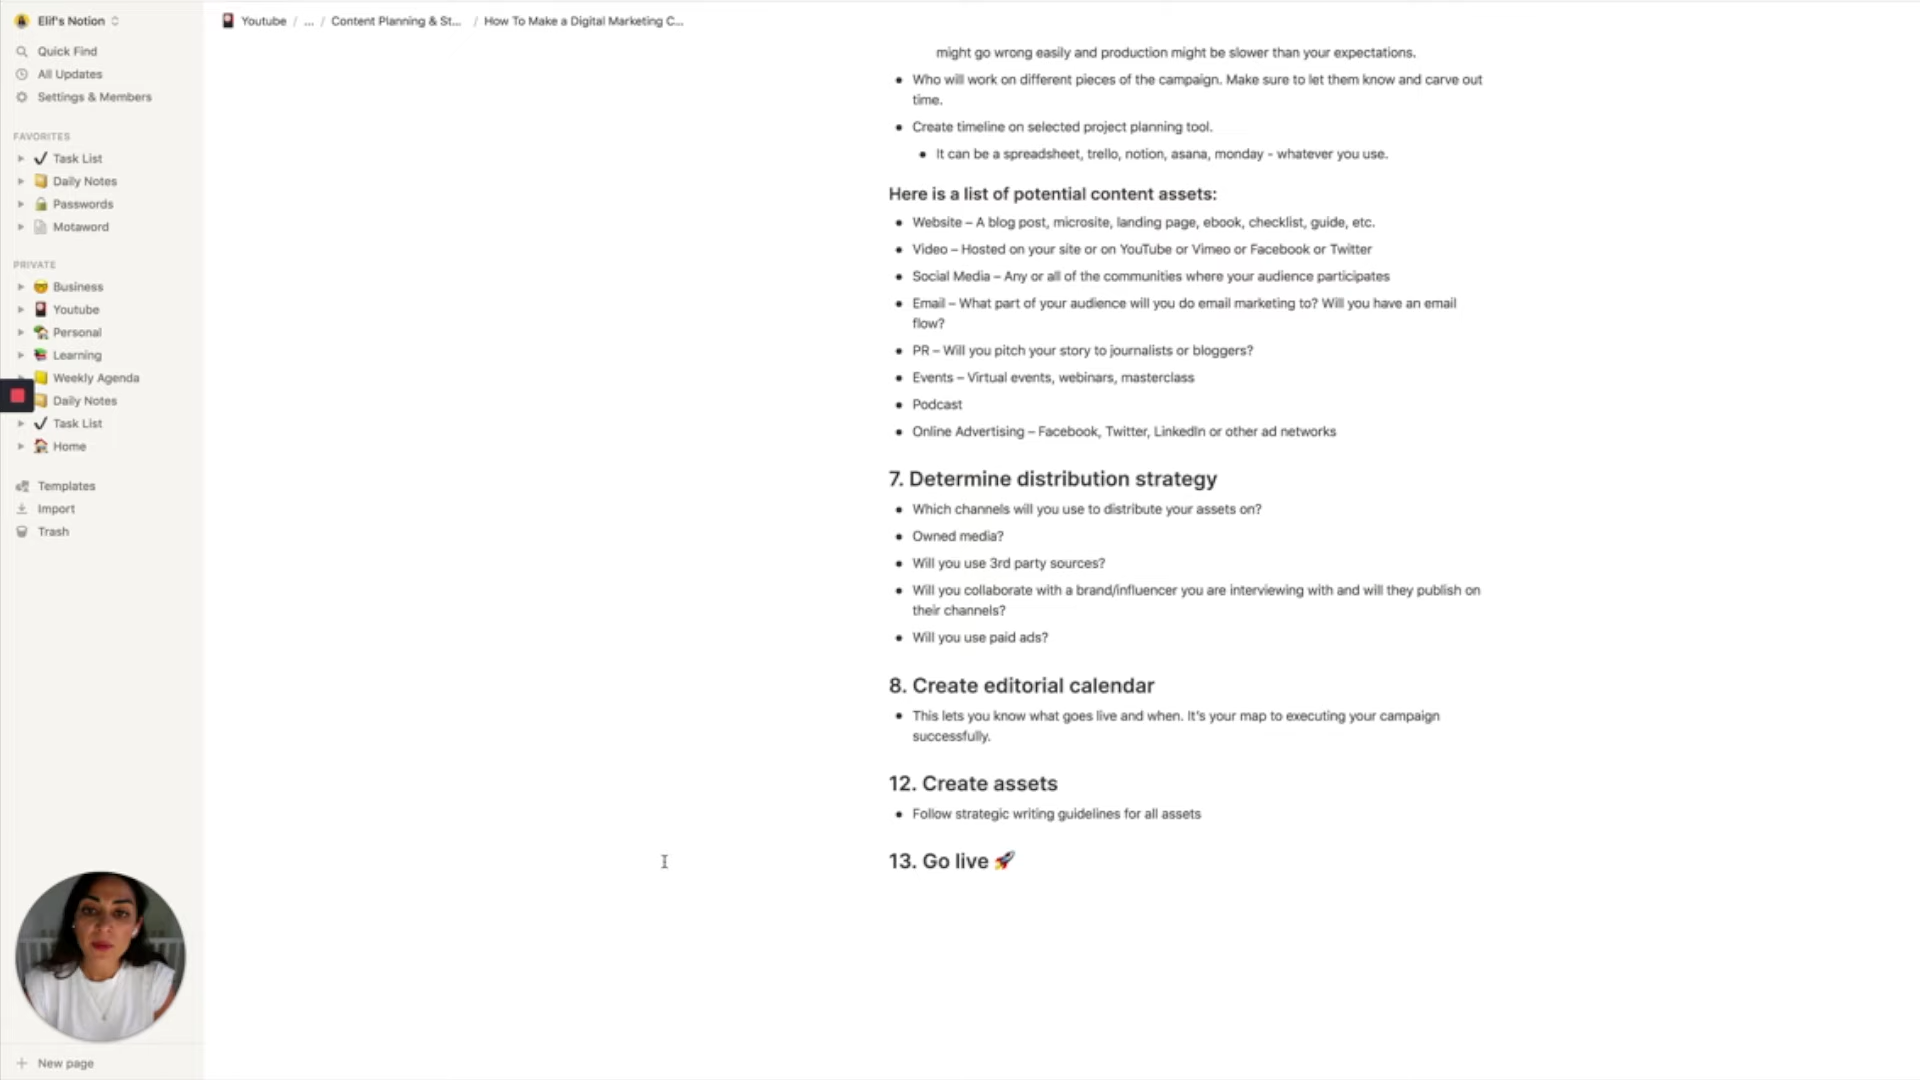 Elif's Notion
Quick Find
All Updates
Settings & Members
FAVORITES
Task List
Daily Notes
Passwords
Motaword
PRIVATE
Business
Youtube
Personal
Learning
Weekly Agenda
Daily Notes
Task List
Home
Templates
Import
Trash
New page
Youtube / ... / Content Planning & St... / How To Make a Digital Marketing C...
might go wrong easily and production might be slower than your expectations.
• Who will work on different pieces of the campaign. Make sure to let them know and carve out
time.
• Create timeline on selected project planning tool.
• It can be a spreadsheet, trello, notion, asana, monday - whatever you use.
Here is a list of potential content assets:
• Website – A blog post, microsite, landing page, ebook, checklist, guide, etc.
• Video – Hosted on your site or on YouTube or Vimeo or Facebook or Twitter
• Social Media – Any or all of the communities where your audience participates
• Email – What part of your audience will you do email marketing to? Will you have an email
flow?
• PR – Will you pitch your story to journalists or bloggers?
• Events – Virtual events, webinars, masterclass
• Podcast
• Online Advertising – Facebook, Twitter, LinkedIn or other ad networks
7. Determine distribution strategy
• Which channels will you use to distribute your assets on?
• Owned media?
• Will you use 3rd party sources?
• Will you collaborate with a brand/influencer you are interviewing with and will they publish on
their channels?
• Will you use paid ads?
8. Create editorial calendar
• This lets you know what goes live and when. It's your map to executing your campaign
successfully.
12. Create assets
• Follow strategic writing guidelines for all assets
13. Go live 🚀